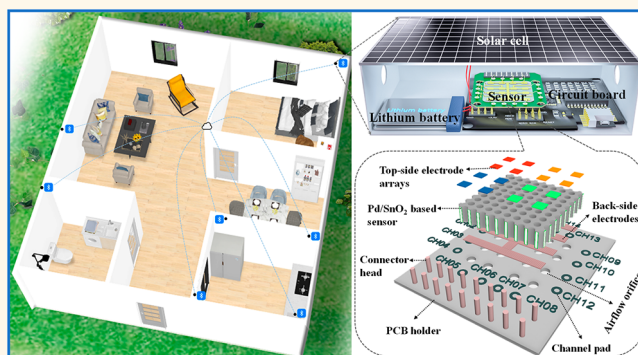 Solar cell
Circuit board
Sensor
Lithium battery
Top-side electrode
arrays
Pd/SnO₂ based
sensor
Back-side
electrodes
CH13
CH03
CH04
CH09
CH10
Connector
head
CH05
CH06
CH07
CH11
CH08
CH12
Airflow orifice
PCB holder
Channel pad